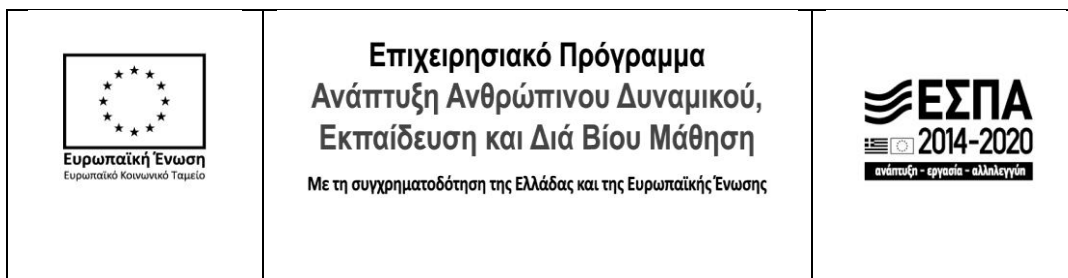 Ευρωπαϊκή Ένωση
Ευρωπαϊκό Κοινωνικό Ταμείο
Επιχειρησιακό Πρόγραμμα
Ανάπτυξη Ανθρώπινου Δυναμικού,
Εκπαίδευση και Διά Βίου Μάθηση
Με τη συγχρηματοδότηση της Ελλάδας και της Ευρωπαϊκής Ένωσης
ΕΣΠΑ
2014-2020
ανάπτυξη - εργασία - αλληλεγγύη